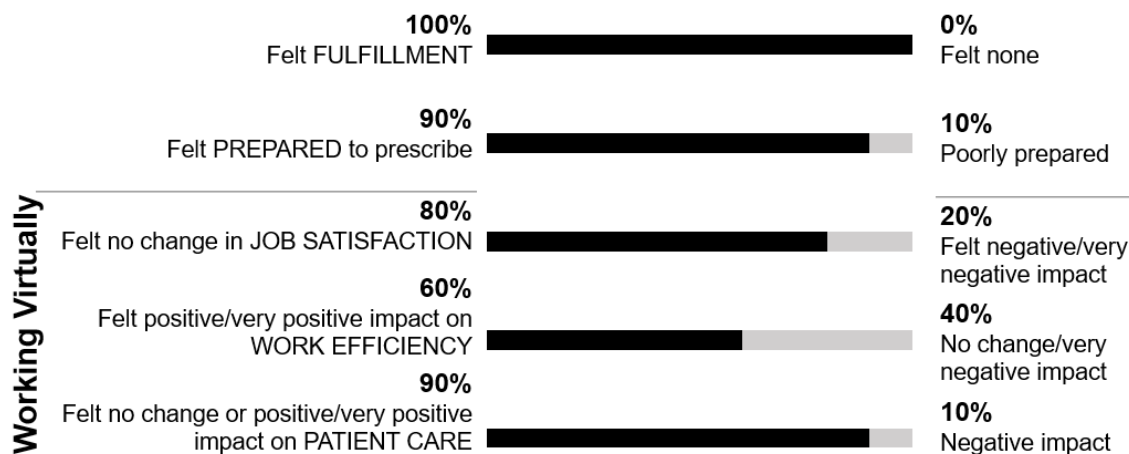 100%
Felt FULFILLMENT
0%
Felt none
90%
Felt PREPARED to prescribe
10%
Poorly prepared
Working Virtually
80%
Felt no change in JOB SATISFACTION
20%
Felt negative/very
negative impact
60%
Felt positive/very positive impact on
WORK EFFICIENCY
40%
No change/very
negative impact
90%
Felt no change or positive/very positive
impact on PATIENT CARE
10%
Negative impact